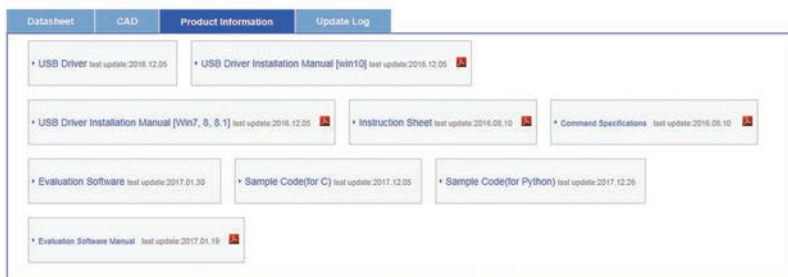 Datasheet CAD Product Information Update Log
USB Driver last update:2016.12.05 USB Driver Installation Manual [win10] last update:2016.12.05
USB Driver Installation Manual [Win7, 8, 8.1] last update:2016.12.05 Instruction Sheet last update:2016.08.10 Command Specifications last update:2016.08.10
Evaluation Software last update:2017.01.30 Sample Code(for C) last update:2017.12.05 Sample Code(for Python) last update:2017.12.26
Evaluation Software Manual last update:2017.01.19